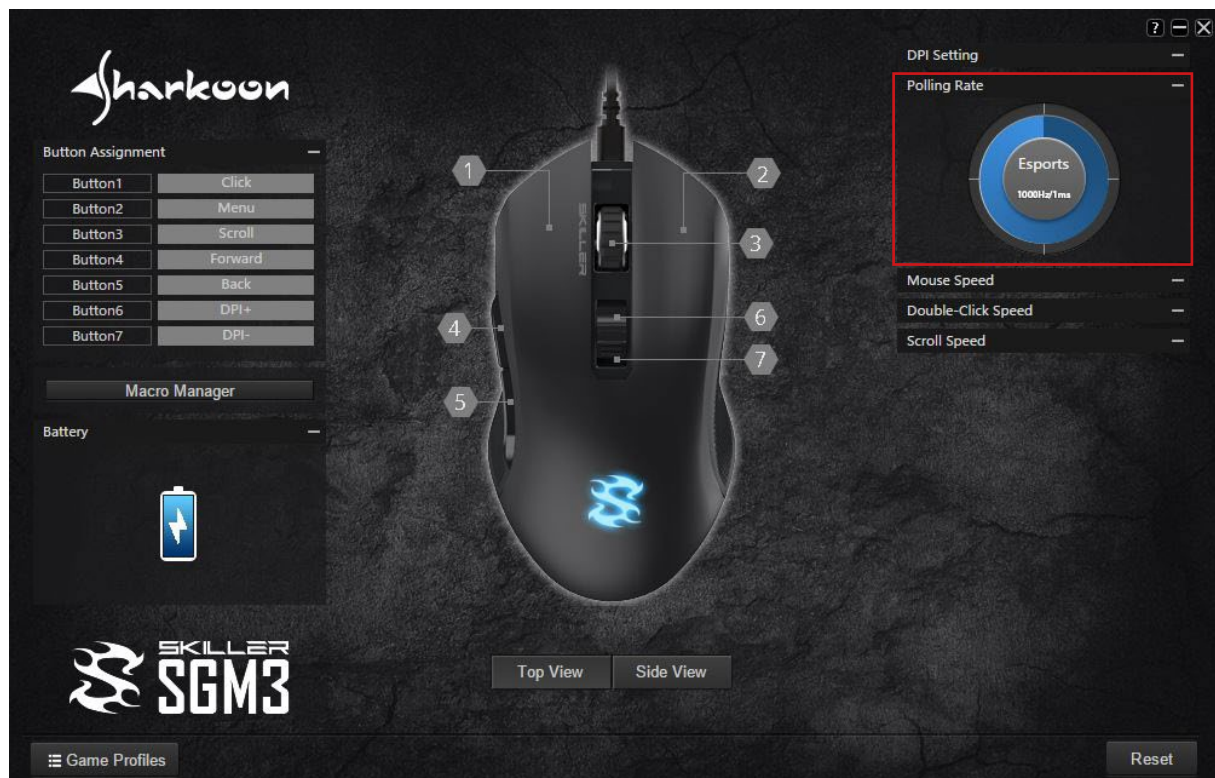 ?
Sharkoon
DPI Setting
Polling Rate
Esports
1000Hz/1ms
Mouse Speed
Double-Click Speed
Scroll Speed
Button Assignment
Button1 Click
Button2 Menu
Button3 Scroll
Button4 Forward
Button5 Back
Button6 DPI+
Button7 DPI-
Macro Manager
Battery
1
2
3
4
5
6
7
SKILLER
SKILLER
SGM3
Top View Side View
Game Profiles
Reset